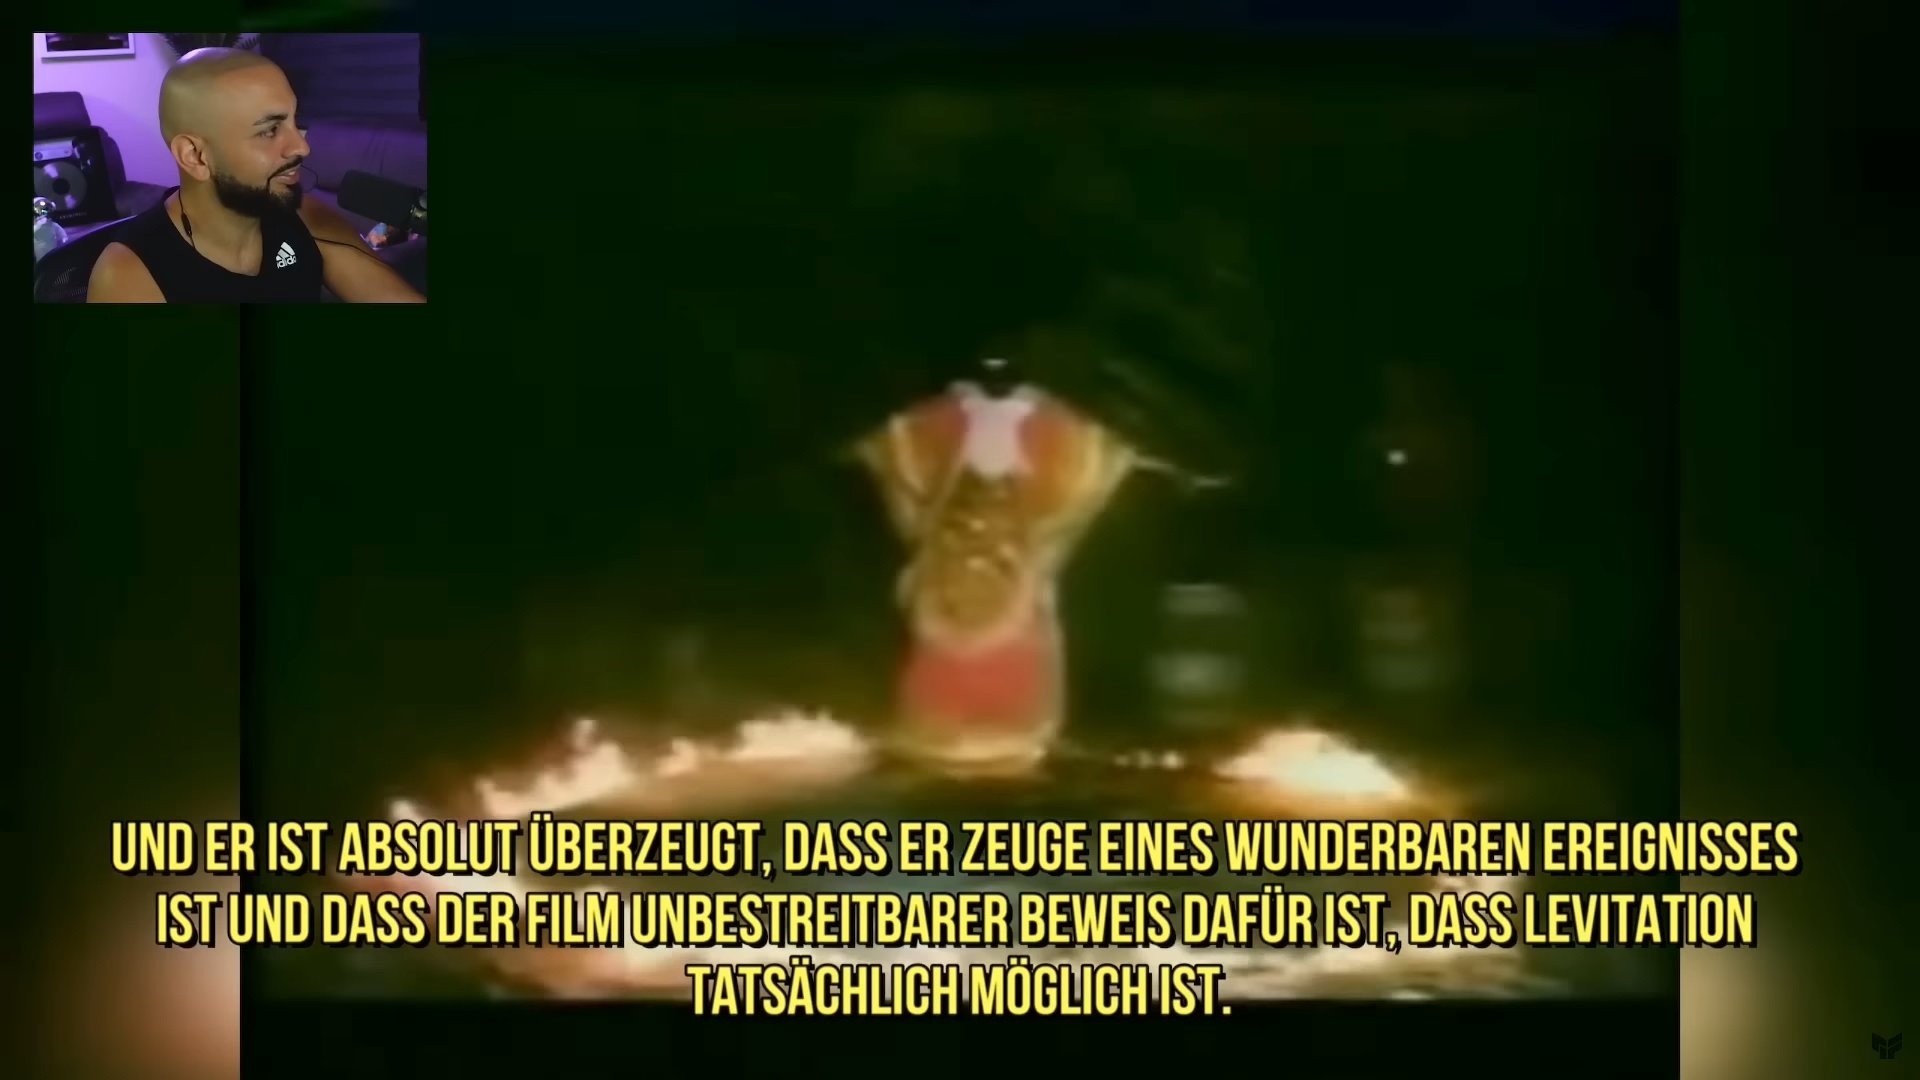 adidas
UND ER IST ABSOLUT ÜBERZEUGT, DASS ER ZEUGE EINES WUNDERBAREN EREIGNISSES
IST UND DASS DER FILM UNBESTREITBARER BEWEIS DAFÜR IST, DASS LEVITATION
TATSÄCHLICH MÖGLICH IST.